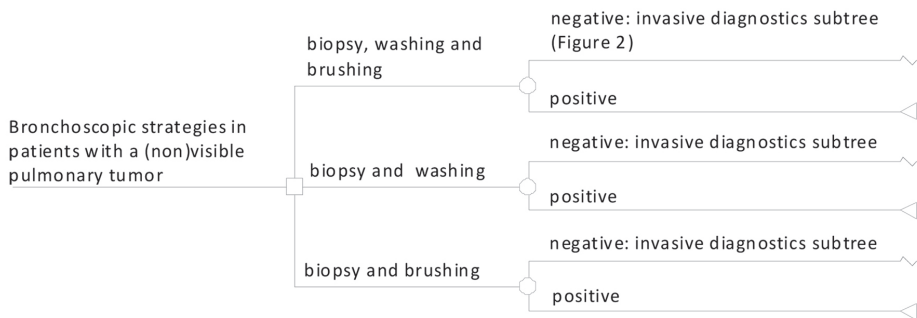 Bronchoscopic strategies in
patients with a (non)visible
pulmonary tumor
biopsy, washing and
brushing
negative: invasive diagnostics subtree
(Figure 2)
positive
biopsy and washing
negative: invasive diagnostics subtree
positive
biopsy and brushing
negative: invasive diagnostics subtree
positive